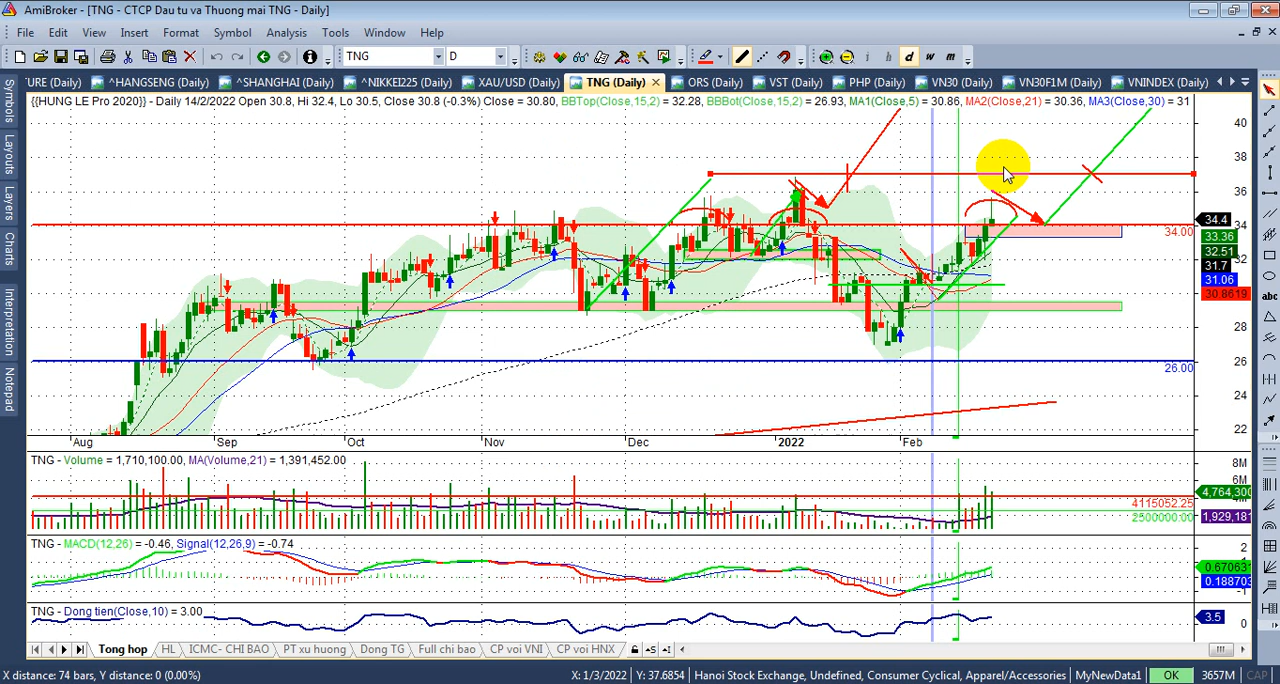 AmiBroker - [TNG - CTCP Dau tu va Thuong mai TNG - Daily]
File Edit View Insert Format Symbol Analysis Tools Window Help
TNG D abc i h d w m
URE (Daily) ^HANGSENG (Daily) ^SHANGHAI (Daily) ^NIKKEI225 (Daily) XAU/USD (Daily) TNG (Daily) ORS (Daily) VST (Daily) PHP (Daily) VN30 (Daily) VN30F1M (Daily) VNINDEX (Daily)
{{HUNG LE Pro 2020}} - Daily 14/2/2022 Open 30.8, Hi 32.4, Lo 30.5, Close 30.8 (-0.3%) Close = 30.80, BBTop(Close,15,2) = 32.28, BBBot(Close,15,2) = 26.93, MA1(Close,5) = 30.86, MA2(Close,21) = 30.36, MA3(Close,30) = 31
Symbols
Layouts
Layers
Charts
Interpretation
Notepad
40
38
36
34.4
34
34.00
33.36
32.51
32
31.7
31.06
30.8619
28
26
26.00
24
22
Aug Sep Oct Nov Dec 2022 Feb
TNG - Volume = 1,710,100.00, MA(Volume,21) = 1,391,452.00
8M
6M
4,764,300
4115052.25
2500000.00
1,929,181
TNG - MACD(12,26) = -0.46, Signal(12,26,9) = -0.74
2
0.670631
0.188703
-1
TNG - Dong tien(Close,10) = 3.00
3.5
0
Tong hop HL ICMC- CHI BAO PT xu huong Dong TG Full chi bao CP voi VNI CP voi HNX
X distance: 74 bars, Y distance: 0 (0.00%) X: 1/3/2022 Y: 37.6854 Hanoi Stock Exchange, Undefined, Consumer Cyclical, Apparel/Accessories MyNewData1 OK 3657M CAP